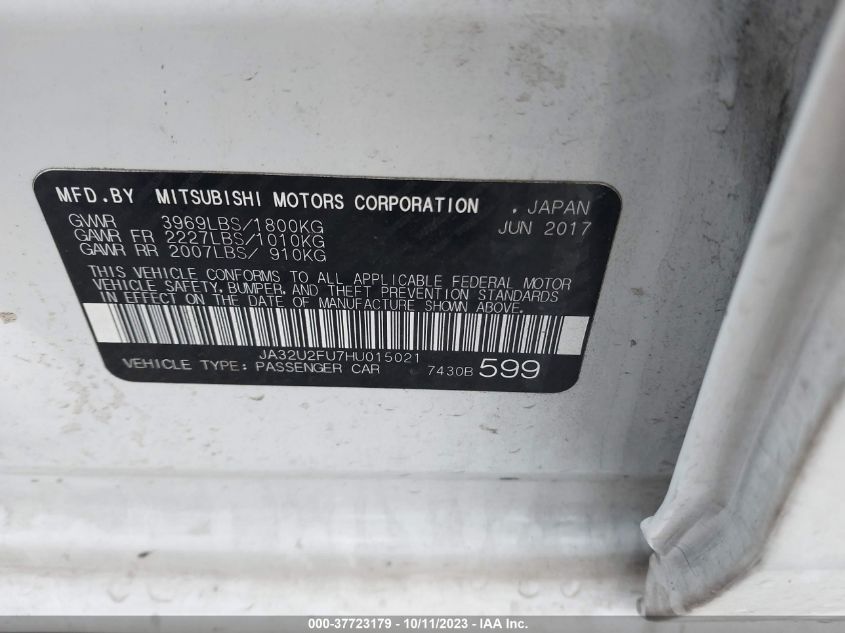 MFD.BY MITSUBISHI MOTORS CORPORATION , JAPAN
GVWR 3969LBS/1800KG JUN 2017
GAWR FR 2227LBS/1010KG
GAWR RR 2007LBS/ 910KG
THIS VEHICLE CONFORMS TO ALL APPLICABLE FEDERAL MOTOR
VEHICLE SAFETY, BUMPER, AND THEFT PREVENTION STANDARDS
IN EFFECT ON THE DATE OF MANUFACTURE SHOWN ABOVE.
JA32U2FU7HU015021
VEHICLE TYPE: PASSENGER CAR 7430B 599
000-37723179 - 10/11/2023 - IAA Inc.